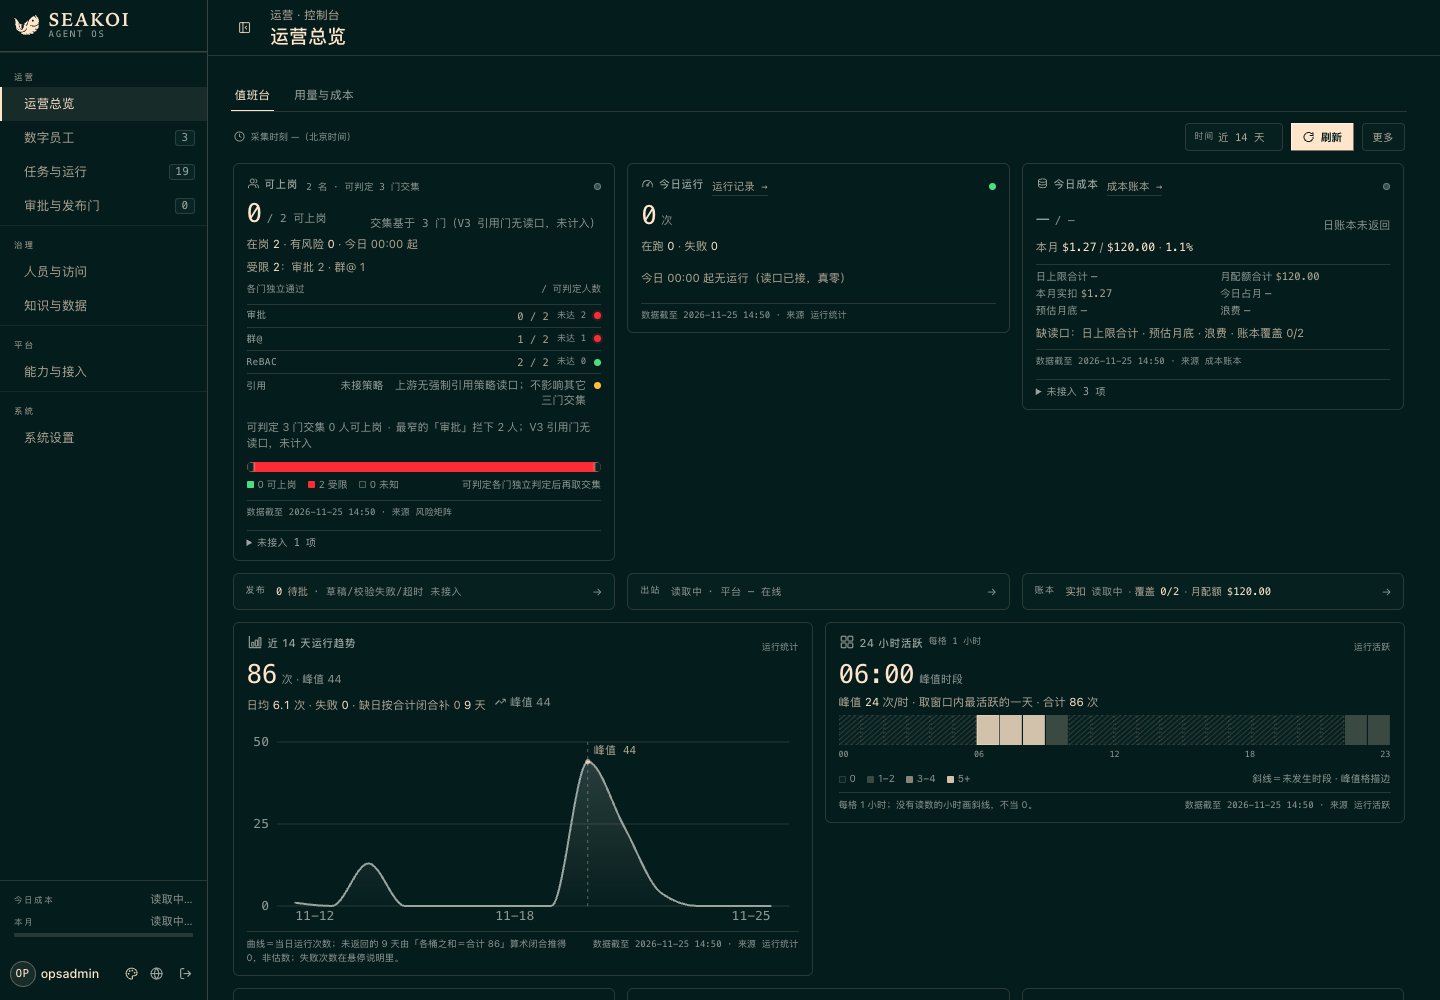 SEAKOI
AGENT OS
运营
运营总览
数字员工 3
任务与运行 19
审批与发布门 0
治理
人员与访问
知识与数据
平台
能力与接入
系统
系统设置
今日成本 读取中…
本月 读取中…
OP opsadmin
运营 · 控制台
运营总览
值班台 用量与成本
采集时刻 — (北京时间)
时间 近 14 天 刷新 更多
可上岗 2 名 · 可判定 3 门交集
0 / 2 可上岗 交集基于 3 门 (V3 引用门无读口, 未计入)
在岗 2 · 有风险 0 · 今日 00:00 起
受限 2: 审批 2 · 群@ 1
各门独立通过 / 可判定人数
审批 0 / 2 未达 2
群@ 1 / 2 未达 1
ReBAC 2 / 2 未达 0
引用 未接策略 上游无强制引用策略读口; 不影响其它
三门交集
可判定 3 门交集 0 人可上岗 · 最窄的「审批」拦下 2 人; V3 引用门无
读口, 未计入
0 可上岗 2 受限 0 未知 可判定各门独立判定后再取交集
数据截至 2026-11-25 14:50 · 来源 风险矩阵
▶ 未接入 1 项
今日运行 运行记录 →
0 次
在跑 0 · 失败 0
今日 00:00 起无运行 (读口已接, 真零)
数据截至 2026-11-25 14:50 · 来源 运行统计
今日成本 成本账本 →
— / — 日账本未返回
本月 $1.27 / $120.00 · 1.1%
日上限合计 — 月配额合计 $120.00
本月实扣 $1.27 今日占月 —
预估月底 — 浪费 —
缺读口: 日上限合计 · 预估月底 · 浪费 · 账本覆盖 0/2
数据截至 2026-11-25 14:50 · 来源 成本账本
▶ 未接入 3 项
发布 0 待批 · 草稿/校验失败/超时 未接入 →
出站 读取中 · 平台 — 在线 →
账本 实扣 读取中 · 覆盖 0/2 · 月配额 $120.00 →
近 14 天运行趋势 运行统计
86 次 · 峰值 44
日均 6.1 次 · 失败 0 · 缺日按合计闭合补 0 9 天 峰值 44
50
峰值 44
25
0
11-12 11-18 11-25
曲线=当日运行次数; 未返回的 9 天由「各桶之和=合计 86」算术闭合推得 数据截至 2026-11-25 14:50 · 来源 运行统计
0, 非估数; 失败次数在悬停说明里。
24 小时活跃 每格 1 小时 运行活跃
06:00 峰值时段
峰值 24 次/时 · 取窗口内最活跃的一天 · 合计 86 次
00 06 12 18 23
0 1-2 3-4 5+ 斜线=未发生时段 · 峰值格描边
每格 1 小时; 没有读数的小时画斜线, 不当 0。 数据截至 2026-11-25 14:50 · 来源 运行活跃